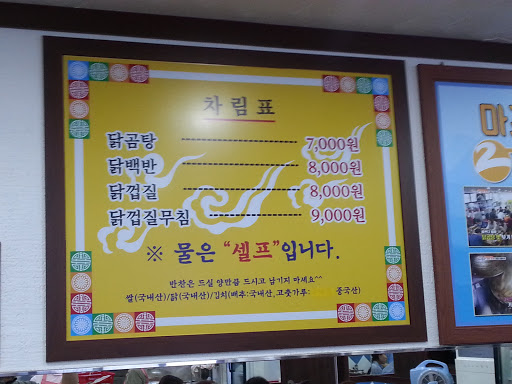 차림표
닭곰탕 7,000원
닭백반 8,000원
닭껍질 8,000원
닭껍질무침 9,000원
※ 물은 "셀프"입니다.
반찬은 드실 양만큼 드시고 남기지 마세요^^
쌀(국내산)/닭(국내산)/김치(배추:국내산,고춧가루: 중국산)
마
2